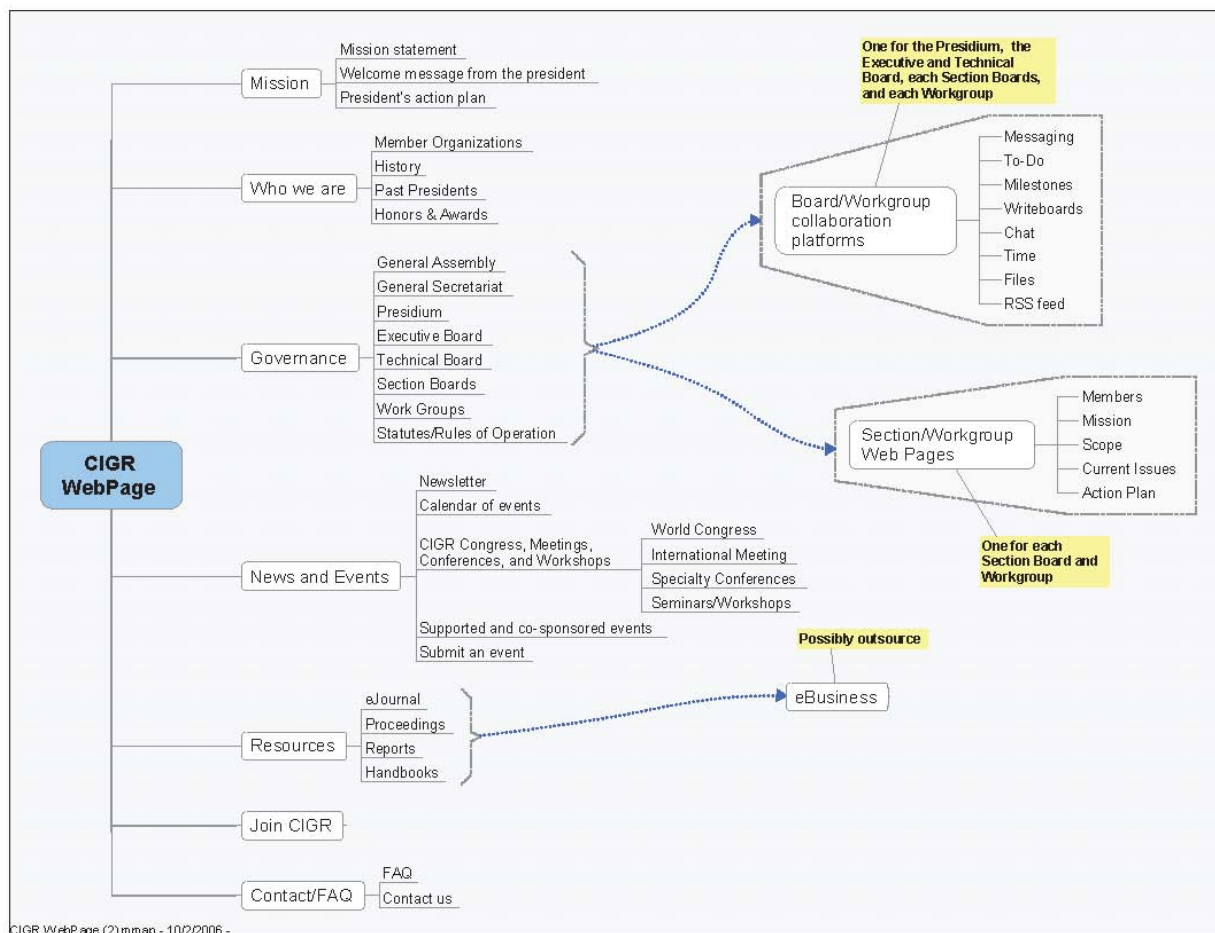 Mission statement
Welcome message from the president
President's action plan
Mission
Member Organizations
History
Past Presidents
Honors & Awards
Who we are
General Assembly
General Secretariat
Presidium
Executive Board
Technical Board
Section Boards
Work Groups
Statutes/Rules of Operation
Governance
One for the Presidium, the
Executive and Technical
Board, each Section Boards,
and each Workgroup
Board/Workgroup
collaboration
platforms
Messaging
To-Do
Milestones
Writeboards
Chat
Time
Files
RSS feed
Section/Workgroup
Web Pages
Members
Mission
Scope
Current Issues
Action Plan
One for each
Section Board and
Workgroup
CIGR
WebPage
News and Events
Newsletter
Calendar of events
CIGR Congress, Meetings,
Conferences, and Workshops
World Congress
International Meeting
Specialty Conferences
Seminars/Workshops
Supported and co-sponsored events
Submit an event
Possibly outsource
eBusiness
Resources
eJournal
Proceedings
Reports
Handbooks
Join CIGR
Contact/FAQ
FAQ
Contact us
CIGR WebPage (2).mmap - 10/2/2006 -